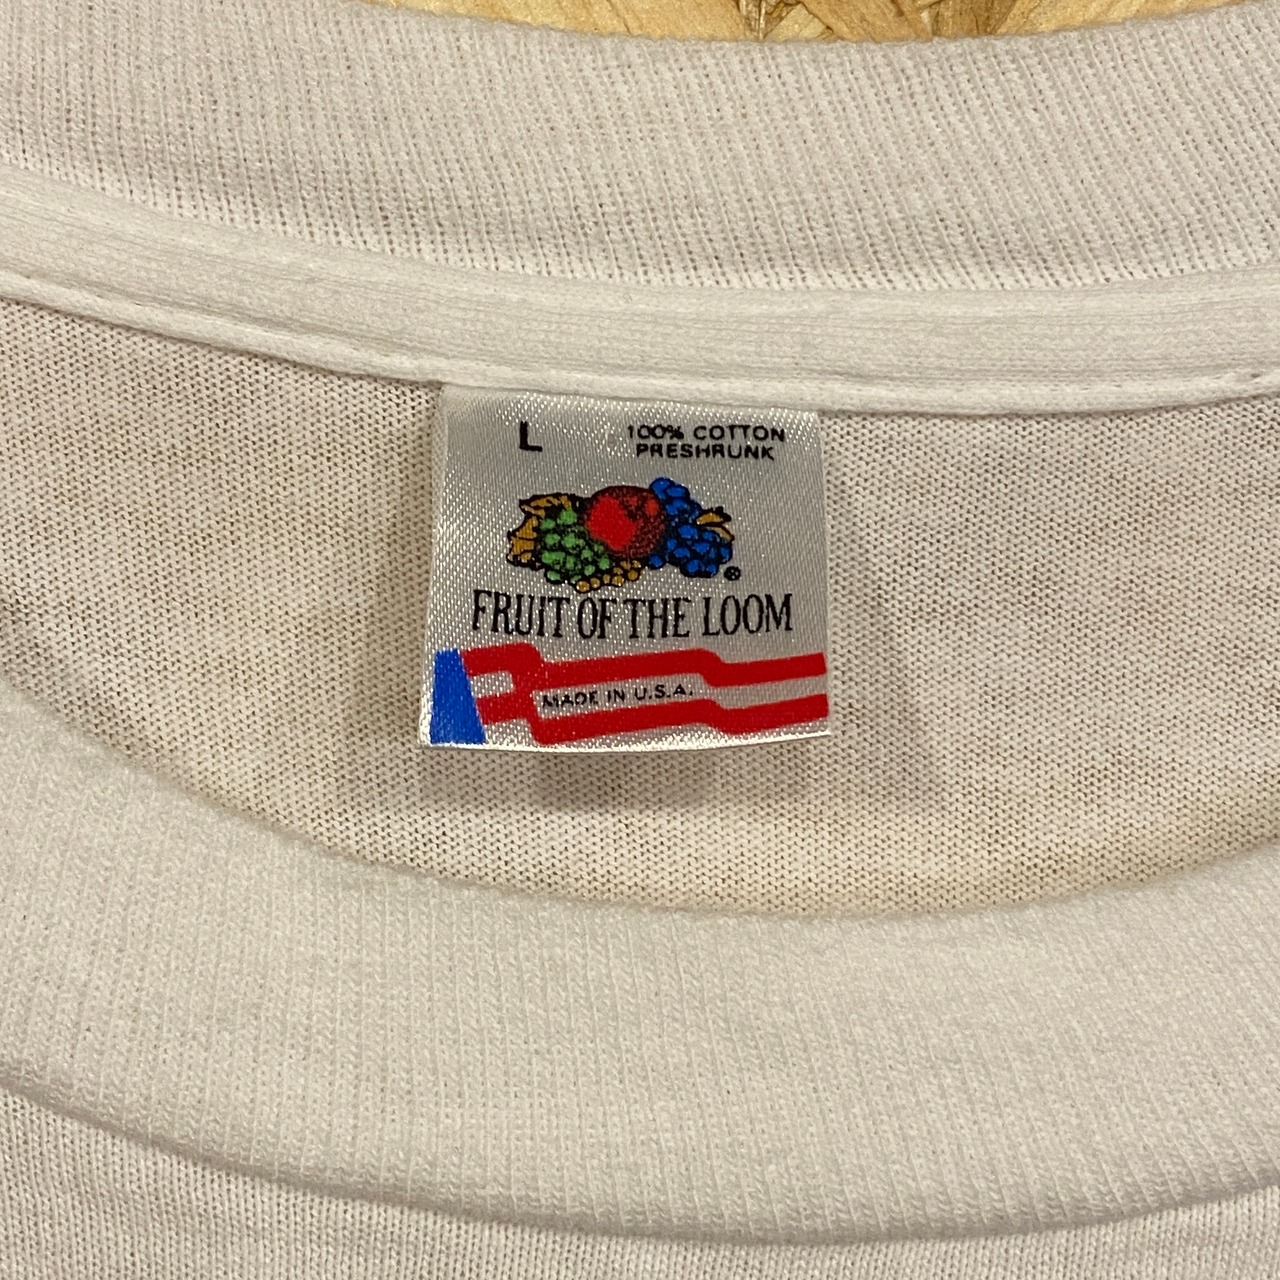 L
100% COTTON
PRESHRUNK
®
FRUIT OF THE LOOM
MADE IN U.S.A.